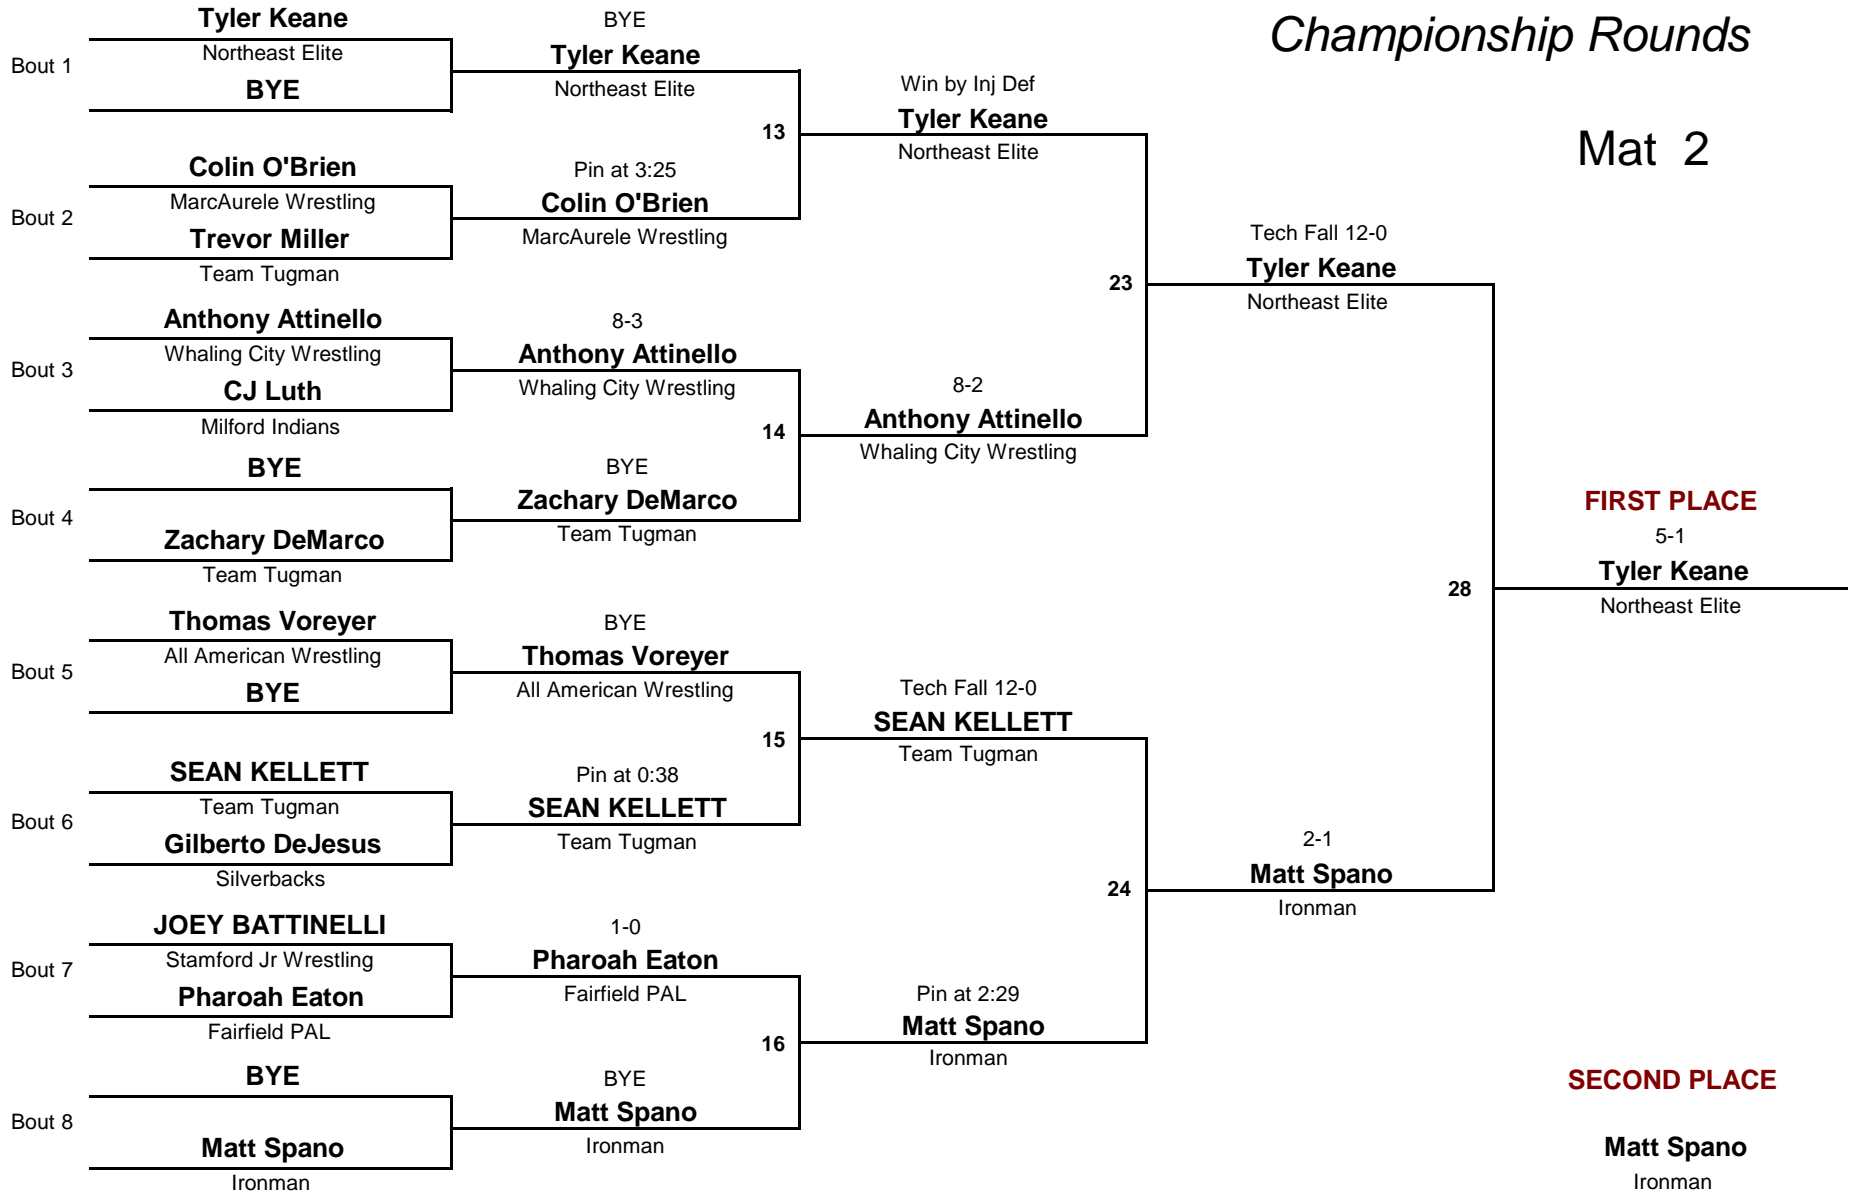 Championship Rounds
Mat 2
Bout 1
Tyler Keane
Northeast Elite
BYE
Bout 2
Colin O'Brien
MarcAurele Wrestling
Trevor Miller
Team Tugman
Bout 3
Anthony Attinello
Whaling City Wrestling
CJ Luth
Milford Indians
Bout 4
BYE
Zachary DeMarco
Team Tugman
Bout 5
Thomas Voreyer
All American Wrestling
BYE
Bout 6
SEAN KELLETT
Team Tugman
Gilberto DeJesus
Silverbacks
Bout 7
JOEY BATTINELLI
Stamford Jr Wrestling
Pharoah Eaton
Fairfield PAL
Bout 8
BYE
Matt Spano
Ironman
BYE
Tyler Keane
Northeast Elite
13
Pin at 3:25
Colin O'Brien
MarcAurele Wrestling
8-3
Anthony Attinello
Whaling City Wrestling
14
BYE
Zachary DeMarco
Team Tugman
BYE
Thomas Voreyer
All American Wrestling
15
Pin at 0:38
SEAN KELLETT
Team Tugman
1-0
Pharoah Eaton
Fairfield PAL
16
BYE
Matt Spano
Ironman
Win by Inj Def
Tyler Keane
Northeast Elite
23
8-2
Anthony Attinello
Whaling City Wrestling
Tech Fall 12-0
SEAN KELLETT
Team Tugman
24
Pin at 2:29
Matt Spano
Ironman
Tech Fall 12-0
Tyler Keane
Northeast Elite
28
2-1
Matt Spano
Ironman
FIRST PLACE
5-1
Tyler Keane
Northeast Elite
SECOND PLACE
Matt Spano
Ironman